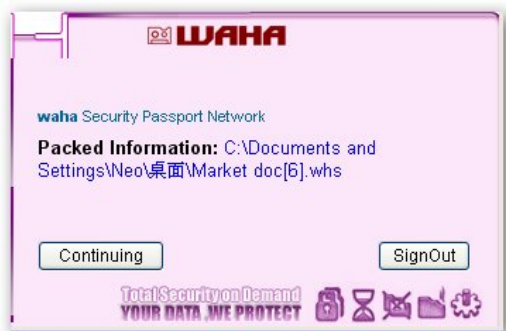 WAHA
waha Security Passport Network
Packed Information: C:\Documents and
Settings\Neo\桌面\Market doc[6].whs
Continuing
SignOut
Total Security on Demand
YOUR DATA ,WE PROTECT